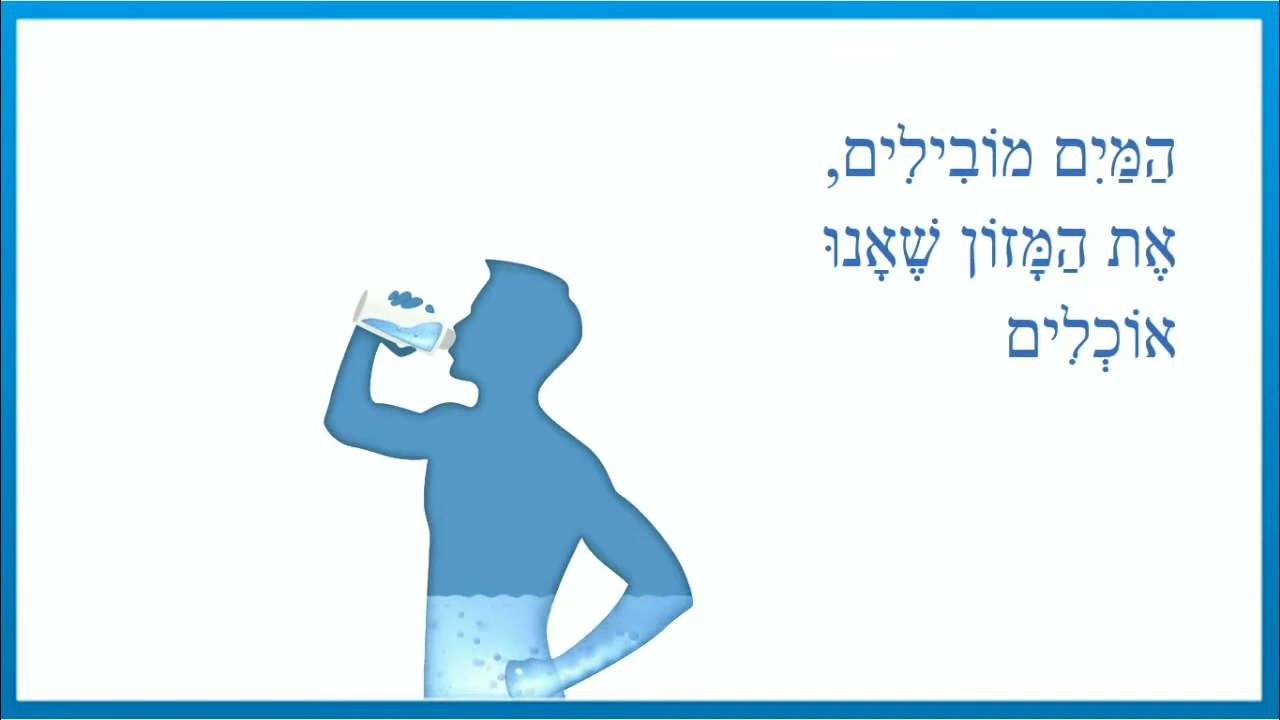 הַמַּיִם מוֹבִילִים,
אֶת הַמָּזוֹן שֶׁאָנוּ
אוֹכְלִים